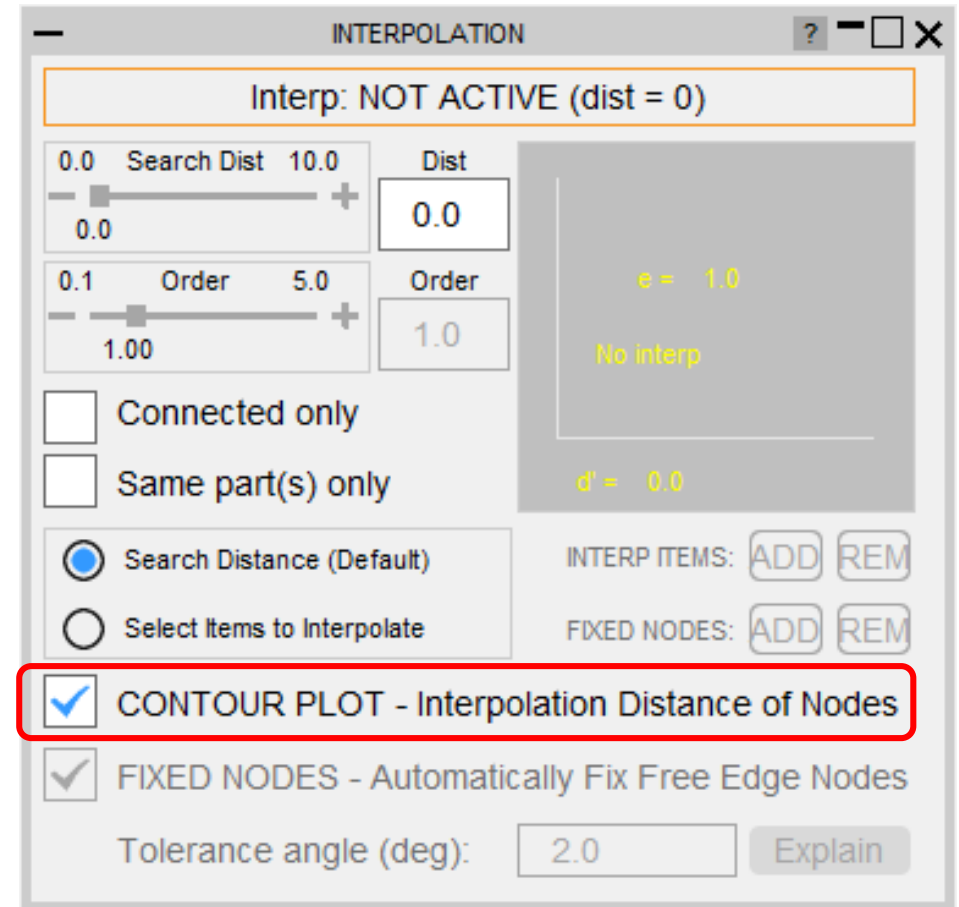 INTERPOLATION ?
Interp: NOT ACTIVE (dist = 0)
0.0 Search Dist 10.0
0.0
Dist
0.0
0.1 Order 5.0
1.00
Order
1.0
e = 1.0
No interp
d' = 0.0
Connected only
Same part(s) only
Search Distance (Default)
Select Items to Interpolate
INTERP ITEMS: ADD REM
FIXED NODES: ADD REM
CONTOUR PLOT - Interpolation Distance of Nodes
FIXED NODES - Automatically Fix Free Edge Nodes
Tolerance angle (deg): 2.0 Explain